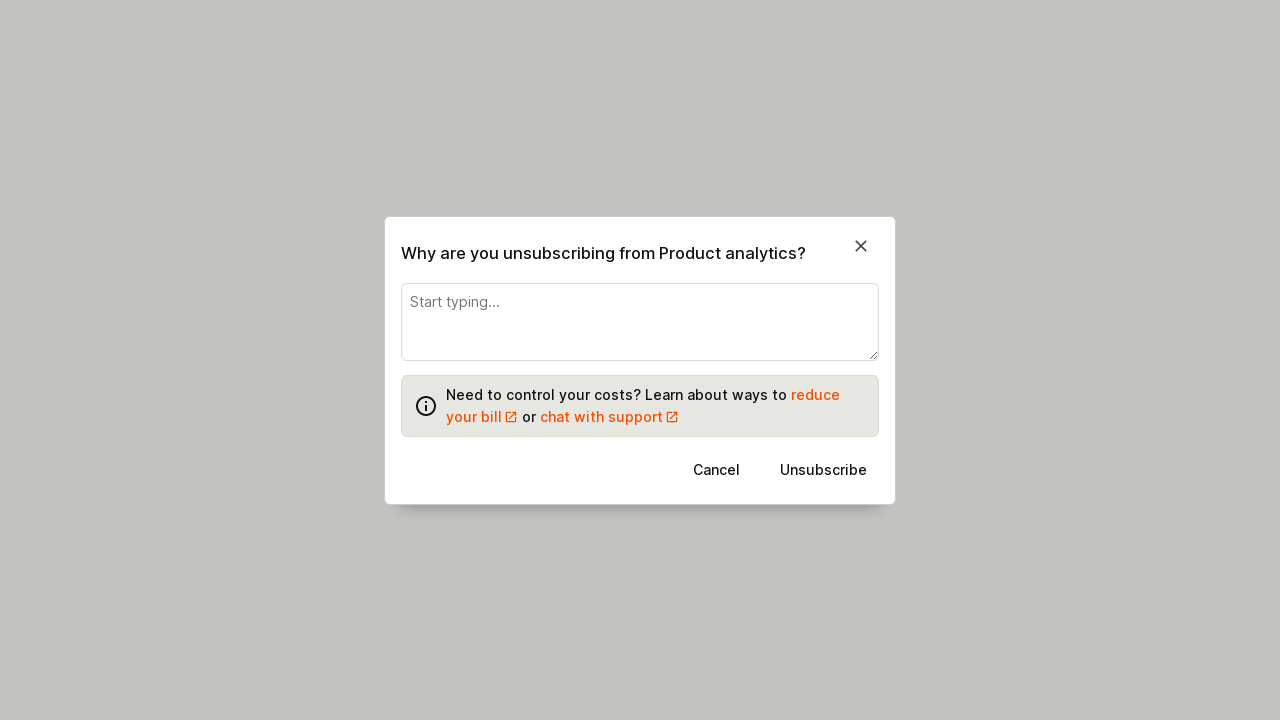 Why are you unsubscribing from Product analytics?
Start typing...
Need to control your costs? Learn about ways to reduce
your bill or chat with support
Cancel Unsubscribe